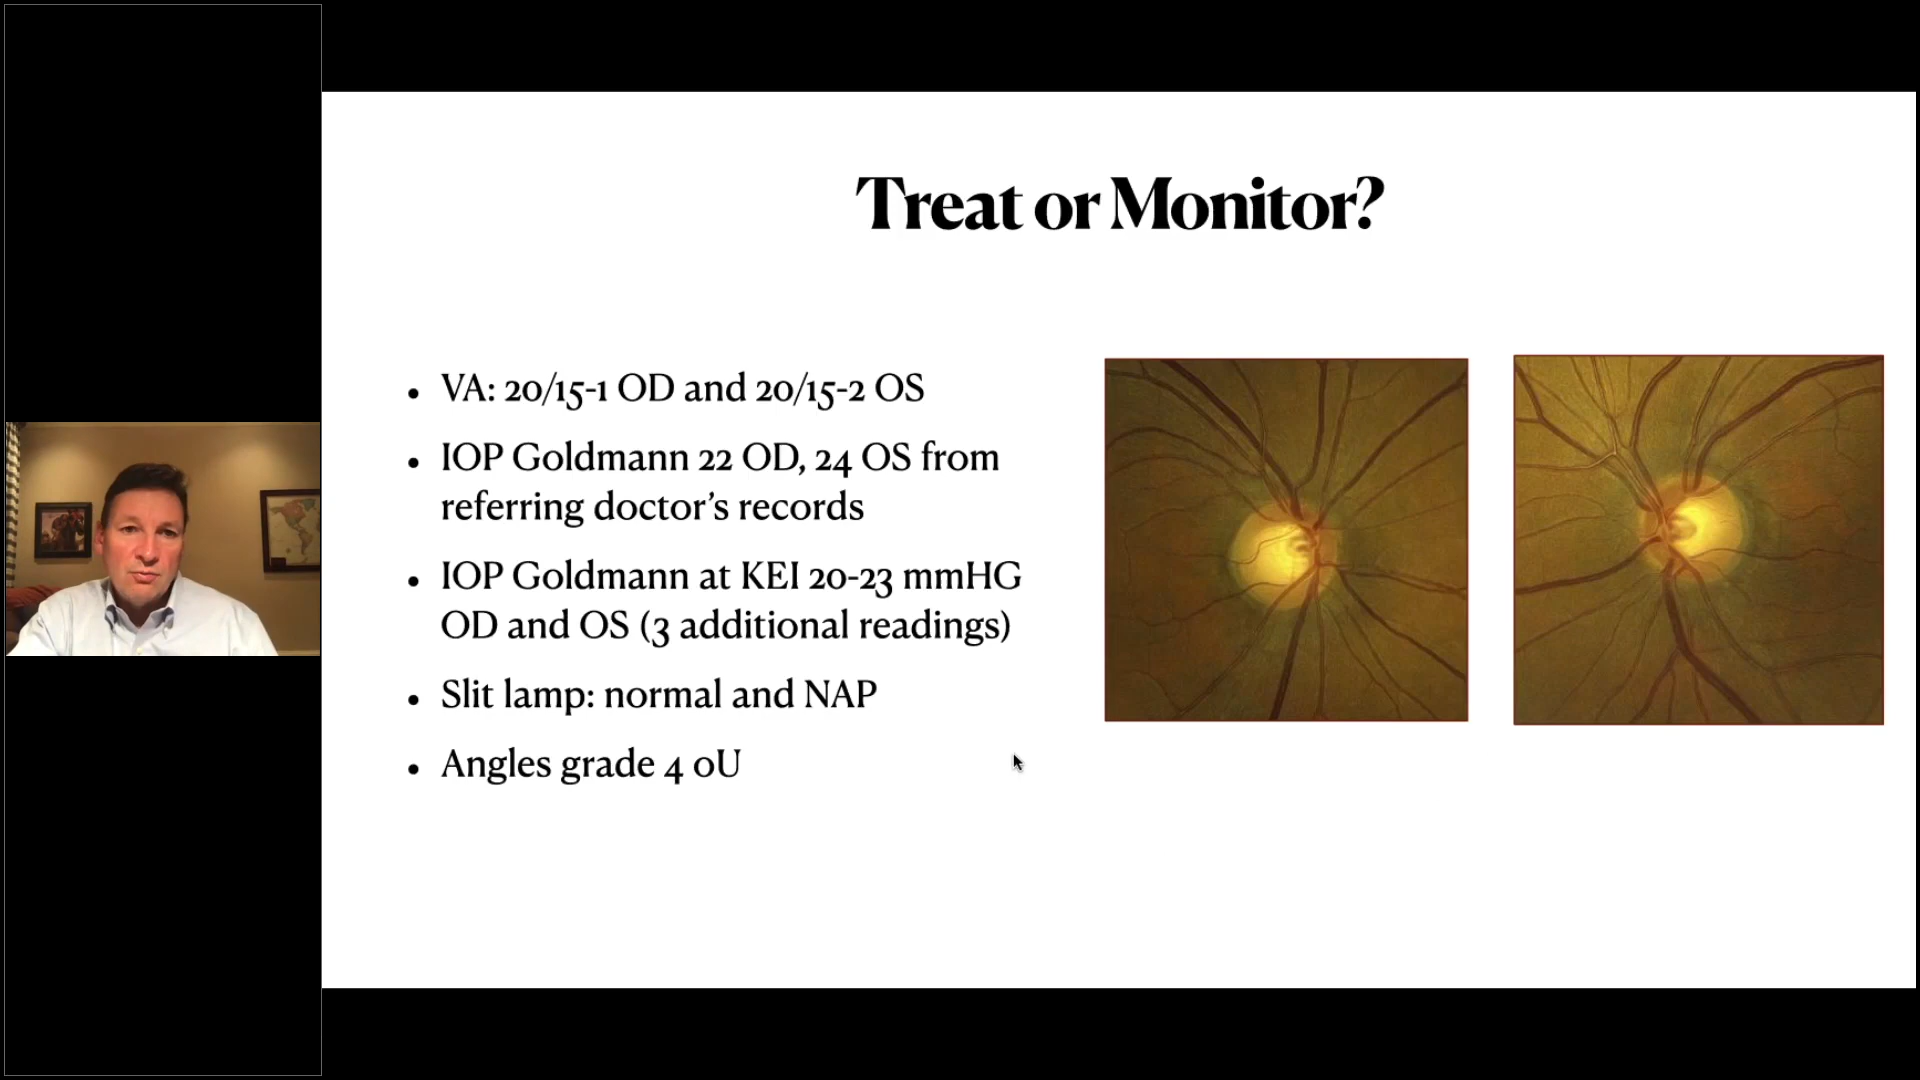 Treat or Monitor?
• VA: 20/15-1 OD and 20/15-2 OS
• IOP Goldmann 22 OD, 24 OS from
referring doctor’s records
• IOP Goldmann at KEI 20-23 mmHG
OD and OS (3 additional readings)
• Slit lamp: normal and NAP
• Angles grade 4 oU